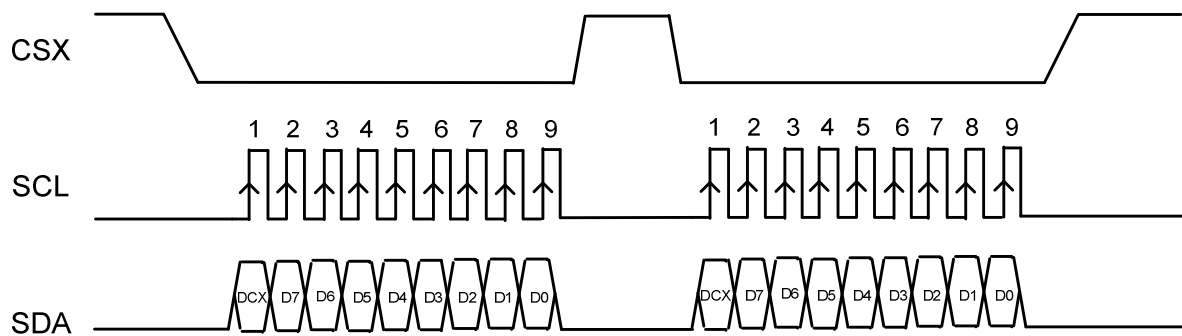 CSX
1 2 3 4 5 6 7 8 9 1 2 3 4 5 6 7 8 9
SCL
DCX D7 D6 D5 D4 D3 D2 D1 D0 DCX D7 D6 D5 D4 D3 D2 D1 D0
SDA